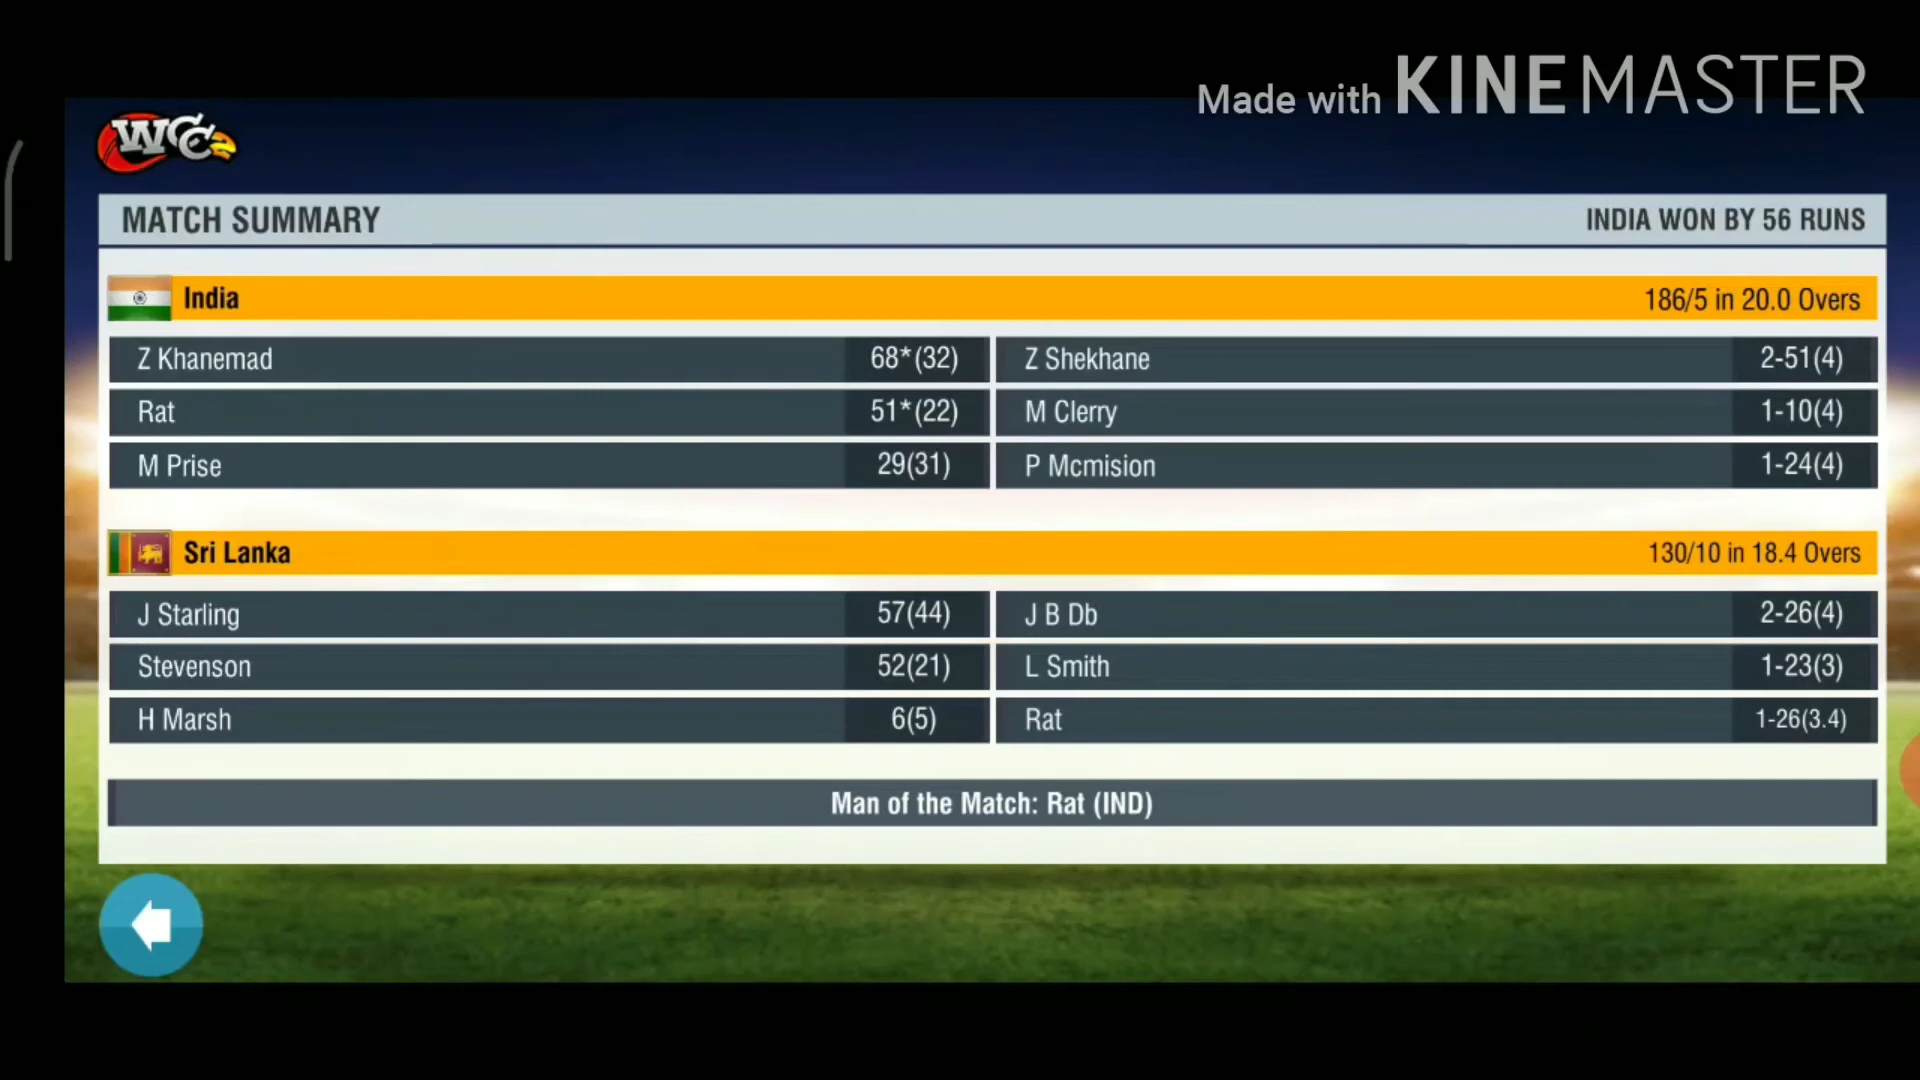 Made with KINEMASTER
WCC
MATCH SUMMARY INDIA WON BY 56 RUNS
India 186/5 in 20.0 Overs
Z Khanemad 68*(32) Z Shekhane 2-51(4)
Rat 51*(22) M Clerry 1-10(4)
M Prise 29(31) P Mcmision 1-24(4)
Sri Lanka 130/10 in 18.4 Overs
J Starling 57(44) J B Db 2-26(4)
Stevenson 52(21) L Smith 1-23(3)
H Marsh 6(5) Rat 1-26(3.4)
Man of the Match: Rat (IND)